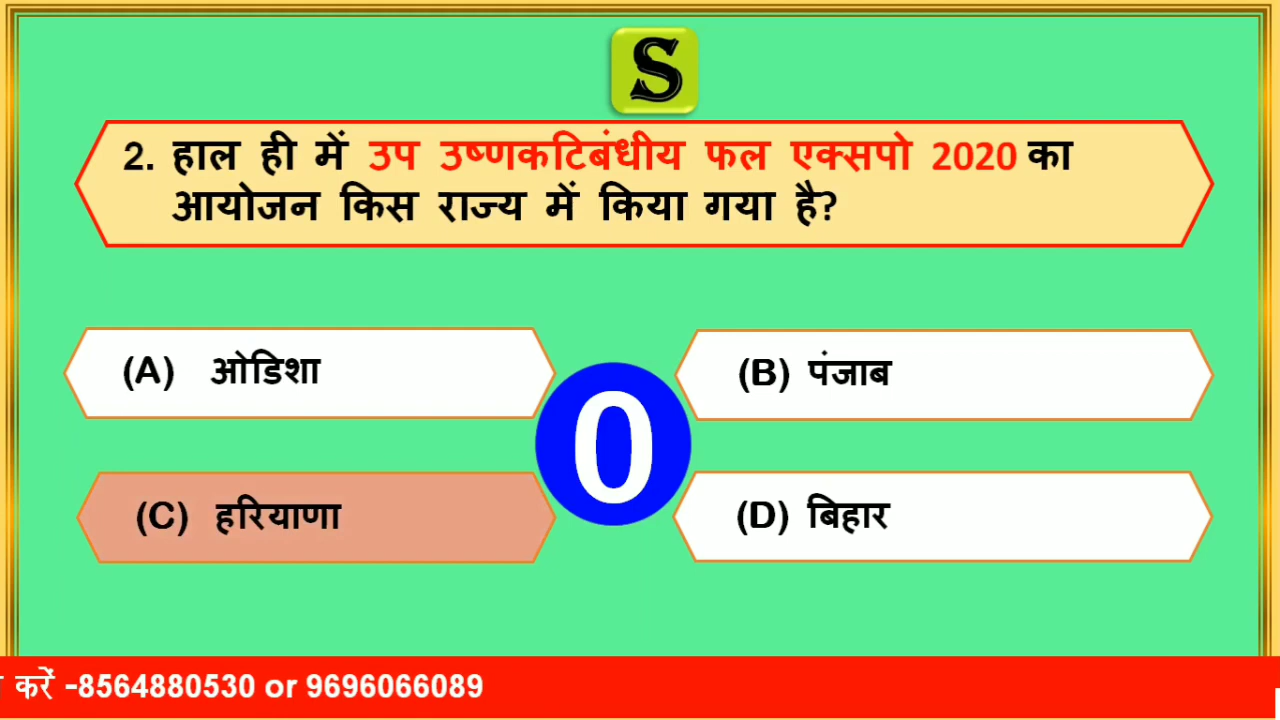 S
2. हाल ही में उप उष्णकटिबंधीय फल एक्सपो 2020 का
आयोजन किस राज्य में किया गया है?
(A) ओडिशा
(B) पंजाब
0
(C) हरियाणा
(D) बिहार
करें -8564880530 or 9696066089